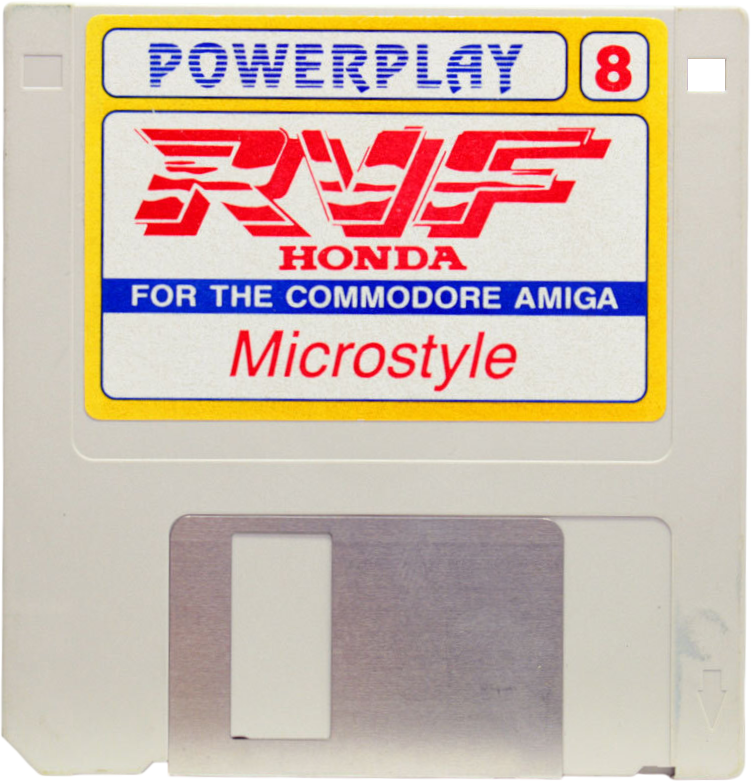 POWERPLAY 8
RVF
HONDA
FOR THE COMMODORE AMIGA
Microstyle